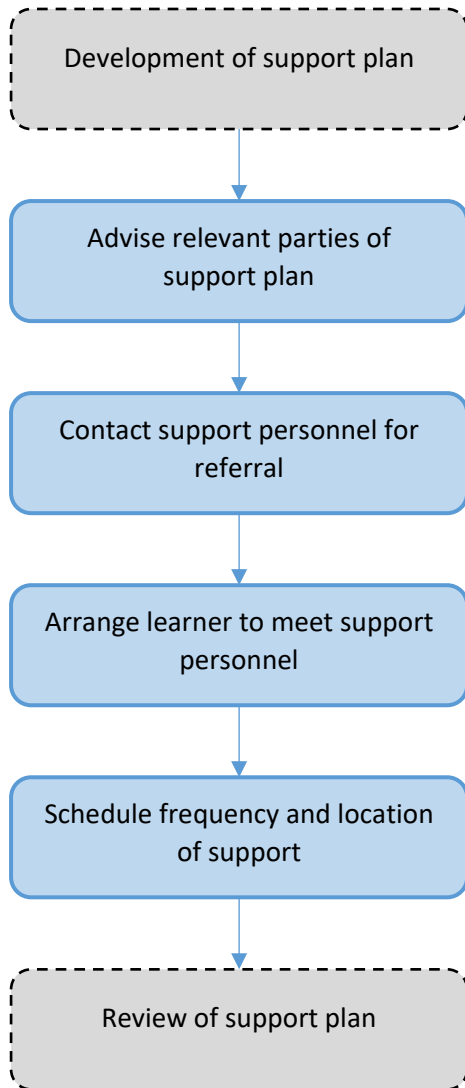 Development of support plan
Advise relevant parties of
support plan
Contact support personnel for
referral
Arrange learner to meet support
personnel
Schedule frequency and location
of support
Review of support plan